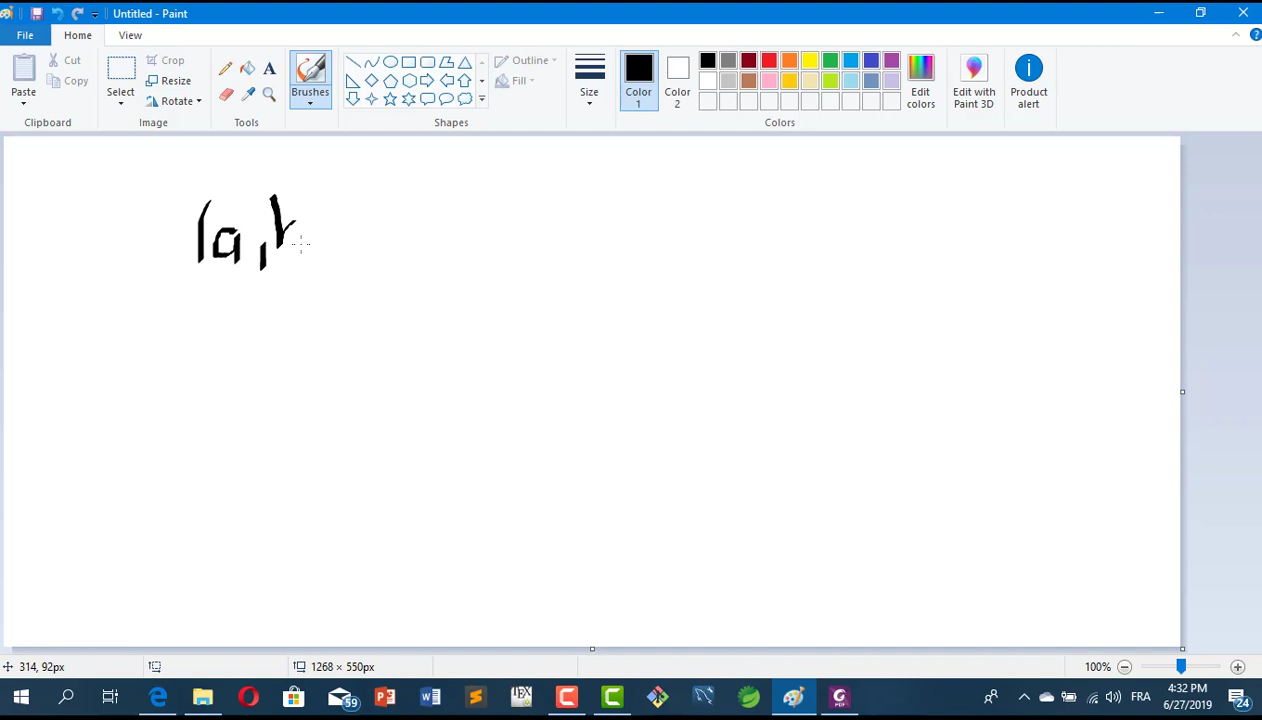 Untitled - Paint
File Home View
Paste
Cut
Copy
Clipboard
Select
Crop
Resize
Rotate
Image
A
Tools
Brushes
Outline
Fill
Shapes
Size
Color 1
Color 2
Edit colors
Colors
Edit with Paint 3D
Product alert
(a,
314, 92px
1268 × 550px
100%
59
FRA
4:32 PM
6/27/2019
24